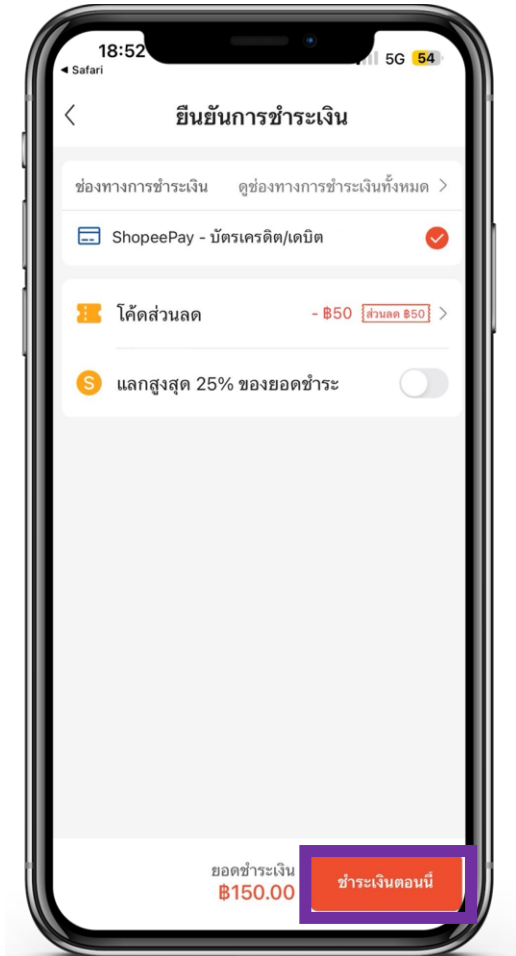 18:52
5G 54
◄ Safari
ยืนยันการชำระเงิน
ช่องทางการชำระเงิน ดูช่องทางการชำระเงินทั้งหมด >
ShopeePay - บัตรเครดิต/เดบิต
โค้ดส่วนลด - ฿50 ส่วนลด ฿50 >
S แลกสูงสุด 25% ของยอดชำระ
ยอดชำระเงิน
฿150.00
ชำระเงินตอนนี้